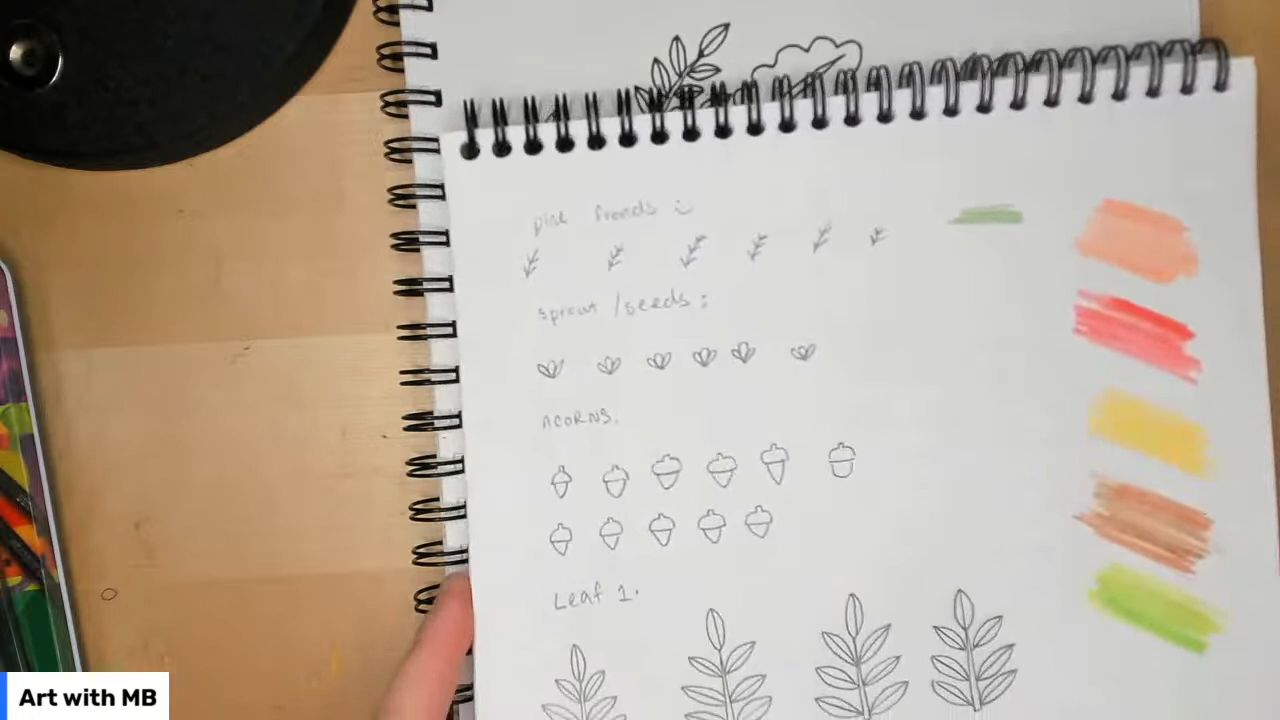 pine fronds :)
sprout / seeds:
ACORNS.
Leaf 1.
Art with MB